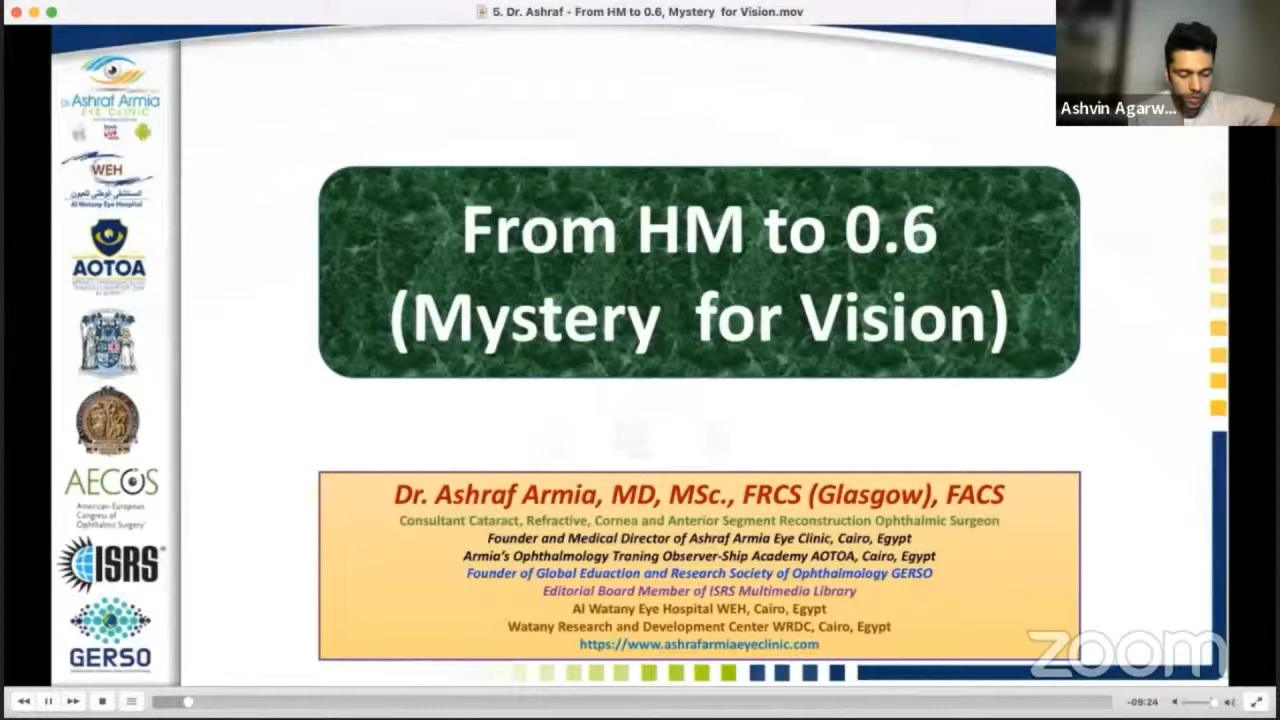 5. Dr. Ashraf - From HM to 0.6, Mystery for Vision.mov
Ashvin Agarw...
Dr. Ashraf Armia
EYE CLINIC
WEH
المستشفى الوطنى للعيون
Al Watany Eye Hospital
AOTOA
AECOS
American-European
Congress of
Ophthalmic Surgery
ISRS
GERSO
From HM to 0.6
(Mystery for Vision)
Dr. Ashraf Armia, MD, MSc., FRCS (Glasgow), FACS
Consultant Cataract, Refractive, Cornea and Anterior Segment Reconstruction Ophthalmic Surgeon
Founder and Medical Director of Ashraf Armia Eye Clinic, Cairo, Egypt
Armia's Ophthalmology Traning Observer-Ship Academy AOTOA, Cairo, Egypt
Founder of Global Eduaction and Research Society of Ophthalmology GERSO
Editorial Board Member of ISRS Multimedia Library
Al Watany Eye Hospital WEH, Cairo, Egypt
Watany Research and Development Center WRDC, Cairo, Egypt
https://www.ashrafarmiaeyeclinic.com
zoom
-09:24